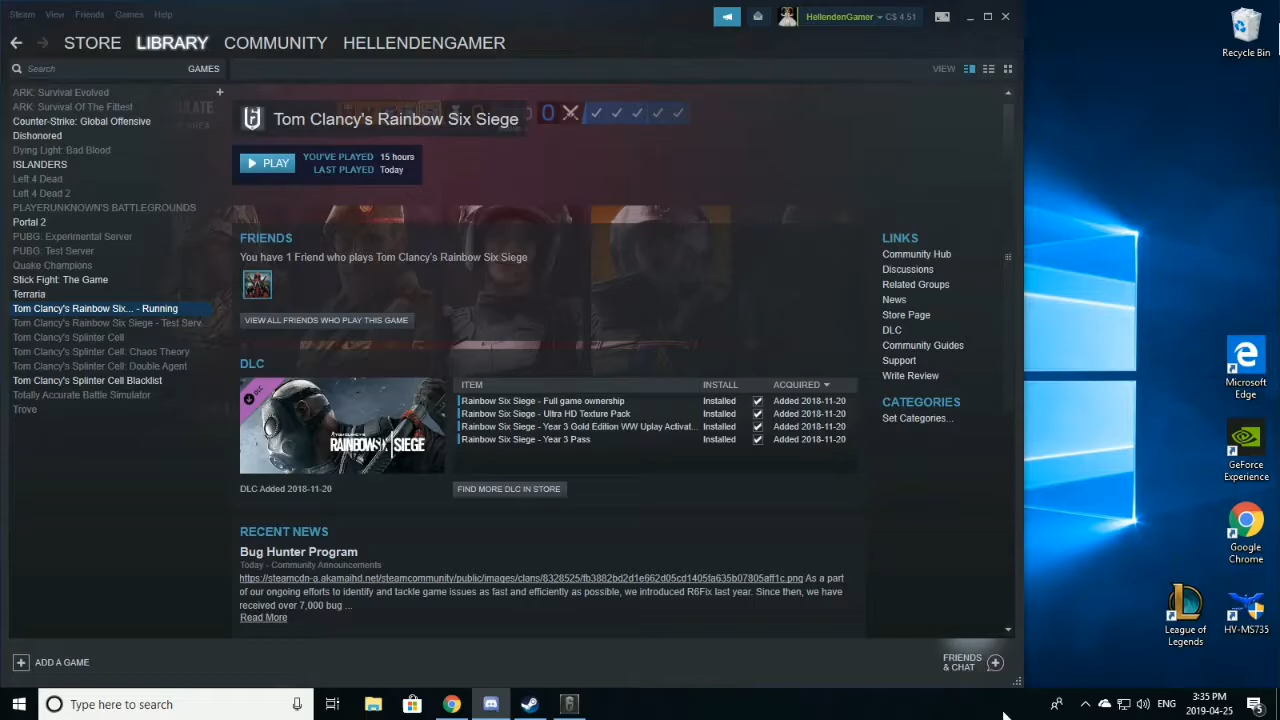 Steam View Friends Games Help
HellendenGamer C$ 4.51
STORE LIBRARY COMMUNITY HELLENDENGAMER
Search GAMES
VIEW
ARK: Survival Evolved
ARK: Survival Of The Fittest
Counter-Strike: Global Offensive
Dishonored
Dying Light: Bad Blood
ISLANDERS
Left 4 Dead
Left 4 Dead 2
PLAYERUNKNOWN'S BATTLEGROUNDS
Portal 2
PUBG: Experimental Server
PUBG: Test Server
Quake Champions
Stick Fight: The Game
Terraria
Tom Clancy's Rainbow Six... - Running
Tom Clancy's Rainbow Six Siege - Test Serv...
Tom Clancy's Splinter Cell
Tom Clancy's Splinter Cell: Chaos Theory
Tom Clancy's Splinter Cell: Double Agent
Tom Clancy's Splinter Cell Blacklist
Totally Accurate Battle Simulator
Trove
Tom Clancy's Rainbow Six Siege
PLAY
YOU'VE PLAYED 15 hours
LAST PLAYED Today
FRIENDS
You have 1 Friend who plays Tom Clancy's Rainbow Six Siege
VIEW ALL FRIENDS WHO PLAY THIS GAME
DLC
DLC
TOM CLANCY'S
RAINBOW SIX SIEGE
DLC Added 2018-11-20
ITEM INSTALL ACQUIRED
Rainbow Six Siege - Full game ownership Installed Added 2018-11-20
Rainbow Six Siege - Ultra HD Texture Pack Installed Added 2018-11-20
Rainbow Six Siege - Year 3 Gold Edition WW Uplay Activat... Installed Added 2018-11-20
Rainbow Six Siege - Year 3 Pass Installed Added 2018-11-20
FIND MORE DLC IN STORE
RECENT NEWS
Bug Hunter Program
Today - Community Announcements
https://steamcdn-a.akamaihd.net/steamcommunity/public/images/clans/8328525/fb3882bd2d1e662d05cd1405fa635b07805aff1c.png As a part
of our ongoing efforts to identify and tackle game issues as fast and efficiently as possible, we introduced R6Fix last year. Since then, we have
received over 7,000 bug ...
Read More
LINKS
Community Hub
Discussions
Related Groups
News
Store Page
DLC
Community Guides
Support
Write Review
CATEGORIES
Set Categories...
ADD A GAME
FRIENDS
& CHAT
Recycle Bin
Microsoft
Edge
GeForce
Experience
Google
Chrome
League of
Legends
HV-MS735
Type here to search
ENG
3:35 PM
2019-04-25
5